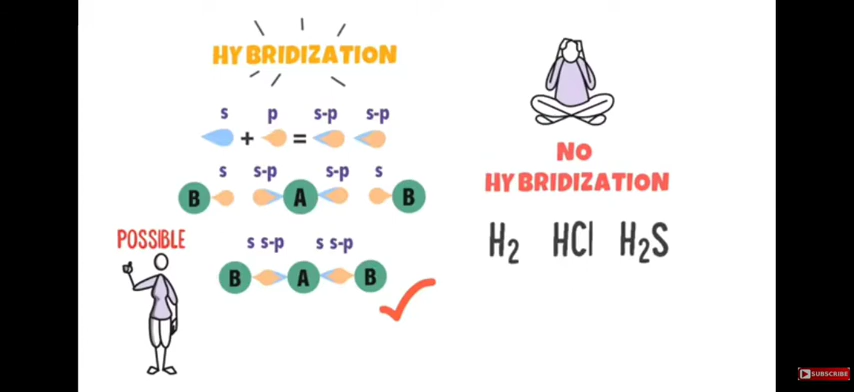 HYBRIDIZATION
s p s-p s-p
+ =
s s-p s-p s
B A B
POSSIBLE
s s-p s s-p
B A B
NO
HYBRIDIZATION
H₂ HCl H₂S
SUBSCRIBE